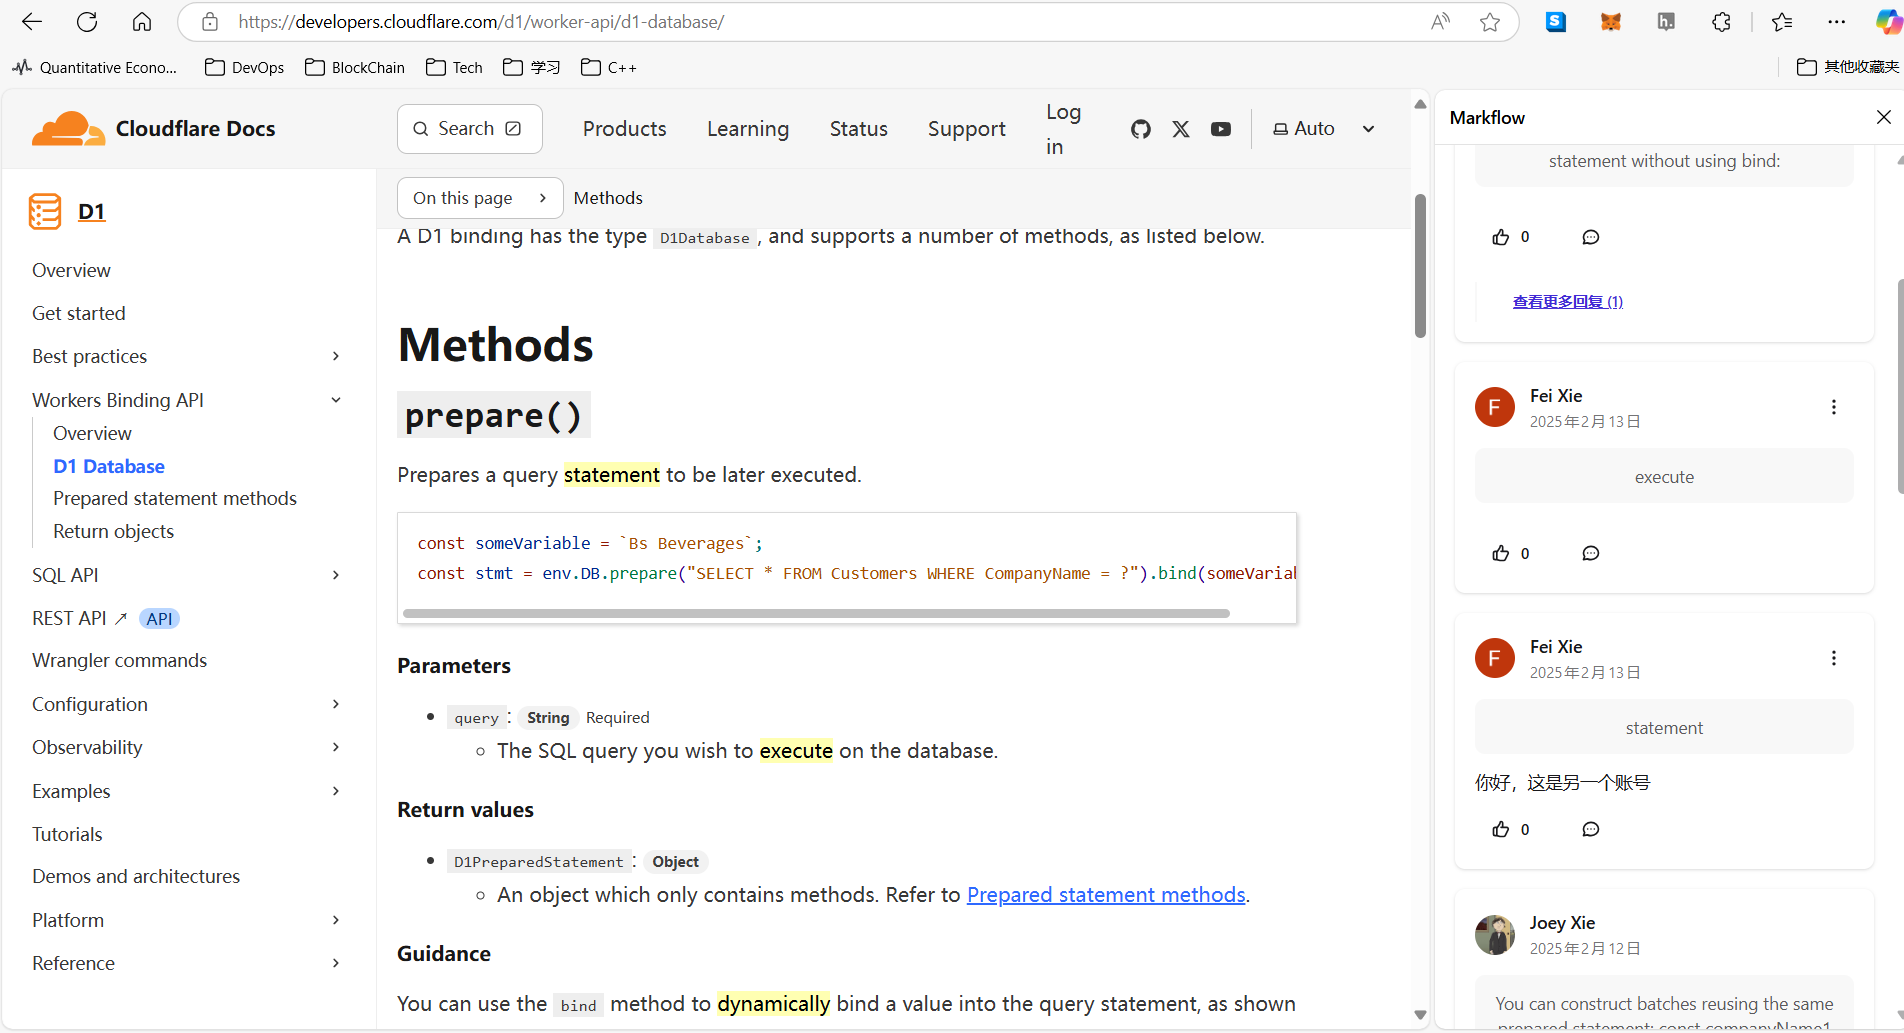 https://developers.cloudflare.com/d1/worker-api/d1-database/
Quantitative Econo...
DevOps
BlockChain
Tech
学习
C++
其他收藏夹
Cloudflare Docs
Search
Products
Learning
Status
Support
Log in
Auto
D1
Overview
Get started
Best practices
Workers Binding API
Overview
D1 Database
Prepared statement methods
Return objects
SQL API
REST API ↗ API
Wrangler commands
Configuration
Observability
Examples
Tutorials
Demos and architectures
Platform
Reference
On this page
Methods
A D1 binding has the type D1Database, and supports a number of methods, as listed below.
Methods
prepare()
Prepares a query statement to be later executed.
const someVariable = `Bs Beverages`;
const stmt = env.DB.prepare("SELECT * FROM Customers WHERE CompanyName = ?").bind(someVariab
Parameters
query: String Required
The SQL query you wish to execute on the database.
Return values
D1PreparedStatement: Object
An object which only contains methods. Refer to Prepared statement methods.
Guidance
You can use the bind method to dynamically bind a value into the query statement, as shown
Markflow
statement without using bind:
0
查看更多回复 (1)
F
Fei Xie
2025年2月13日
execute
0
F
Fei Xie
2025年2月13日
statement
你好，这是另一个账号
0
Joey Xie
2025年2月12日
You can construct batches reusing the same
prepared statement: const companyName1